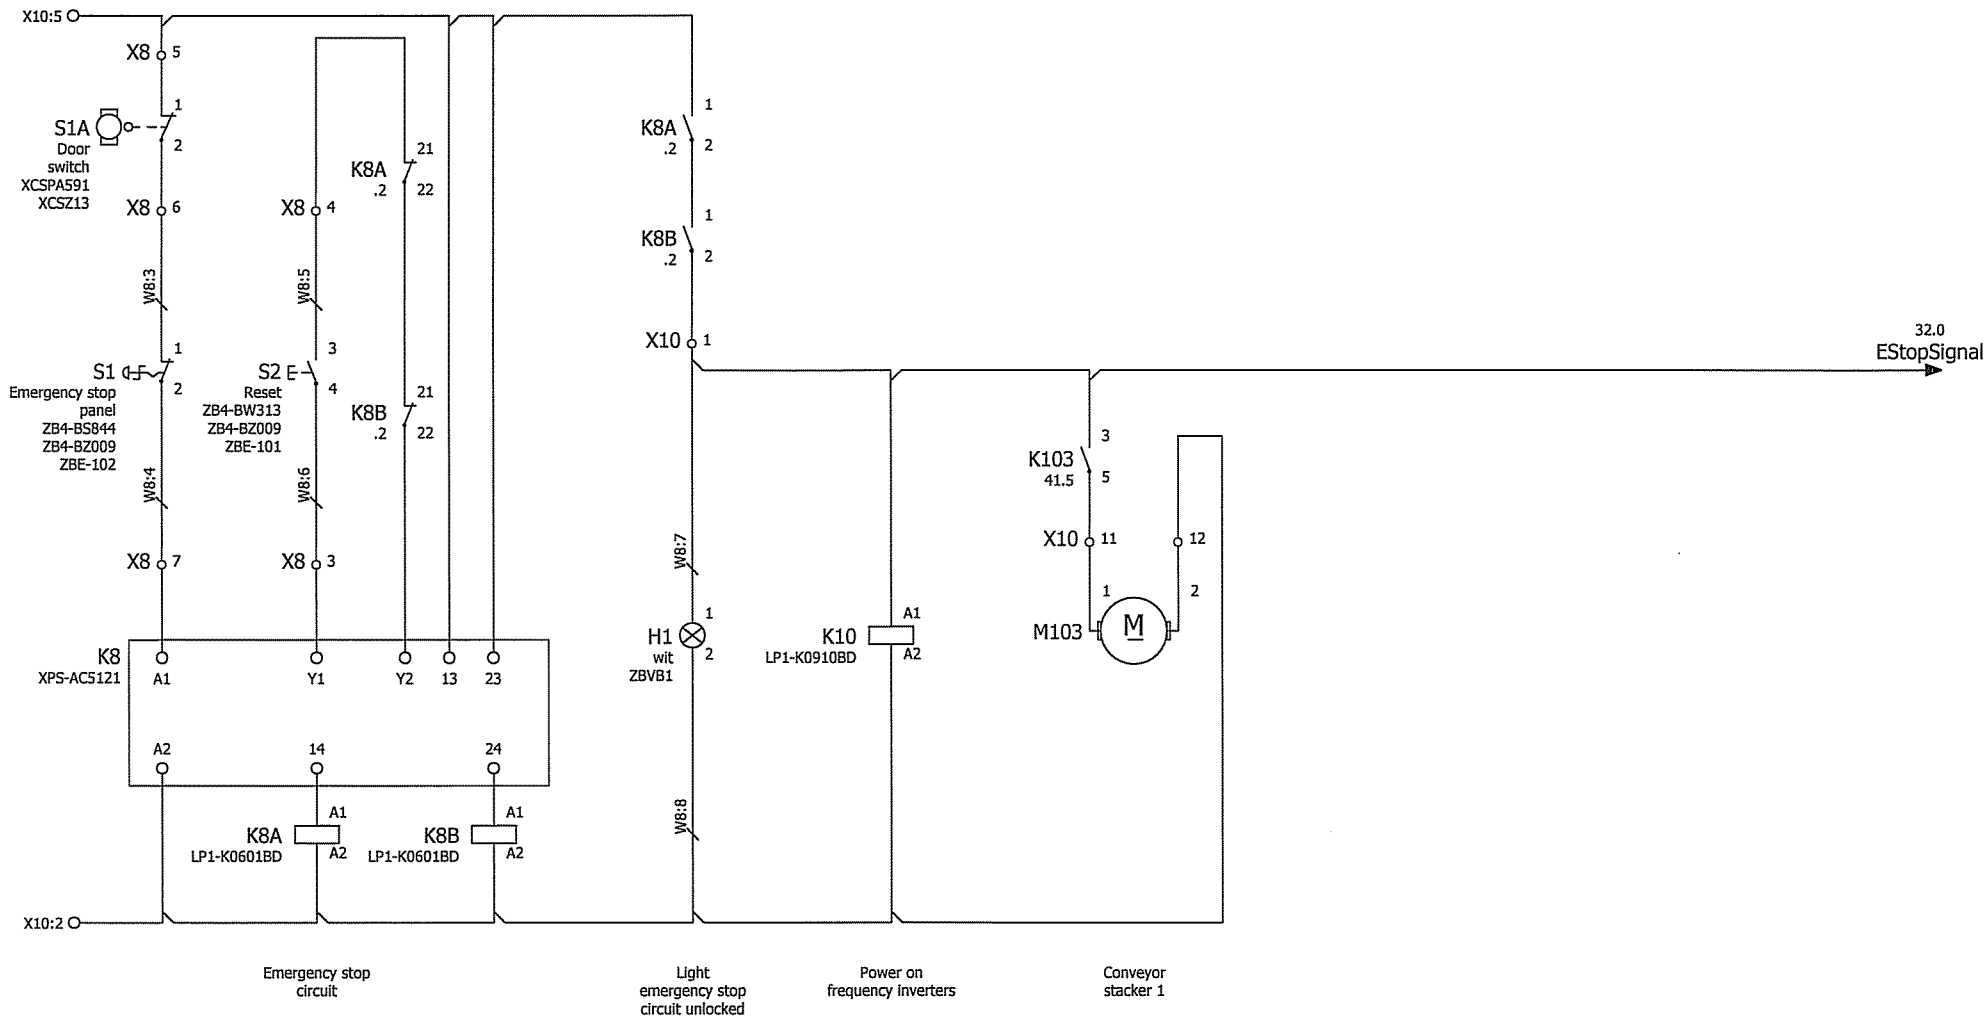 X10:5
X8 5
1
S1A
2
Door
switch
XCSPA591
XCSZ13
X8 6
W8:3
1
S1
2
Emergency stop
panel
ZB4-BS844
ZB4-BZ009
ZBE-102
W8:4
X8 7
X8 4
W8:5
3
S2
4
Reset
ZB4-BW313
ZB4-BZ009
ZBE-101
W8:6
X8 3
21
K8A
.2 22
21
K8B
.2 22
K8
XPS-AC5121
A1 Y1 Y2 13 23
A2 14 24
A1
K8A
A2
LP1-K0601BD
A1
K8B
A2
LP1-K0601BD
X10:2
1
K8A
.2 2
1
K8B
.2 2
X10 1
W8:7
1
H1
2
wit
ZBVB1
W8:8
A1
K10
A2
LP1-K0910BD
3
K103
41.5 5
X10 11 12
1 2
M103 M
32.0
EStopSignal
Emergency stop
circuit
Light
emergency stop
circuit unlocked
Power on
frequency inverters
Conveyor
stacker 1